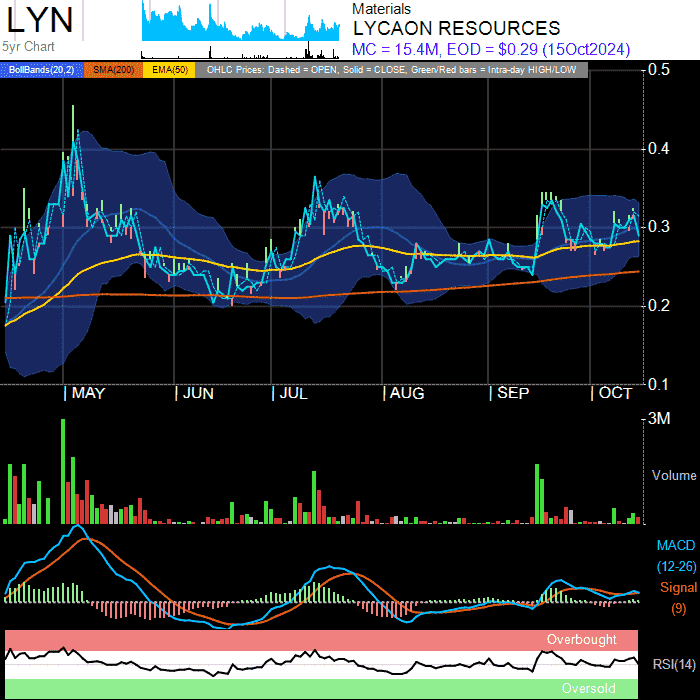 LYN
5yr Chart
Materials
LYCAON RESOURCES
MC = 15.4M, EOD = $0.29 (15Oct2024)
BollBands(20,2) SMA(200) EMA(50) OHLC Prices: Dashed = OPEN, Solid = CLOSE, Green/Red bars = Intra-day HIGH/LOW
0.5
0.4
0.3
0.2
0.1
| MAY | JUN | JUL | AUG | SEP | OCT
3M
Volume
MACD
(12-26)
Signal
(9)
Overbought
RSI(14)
Oversold